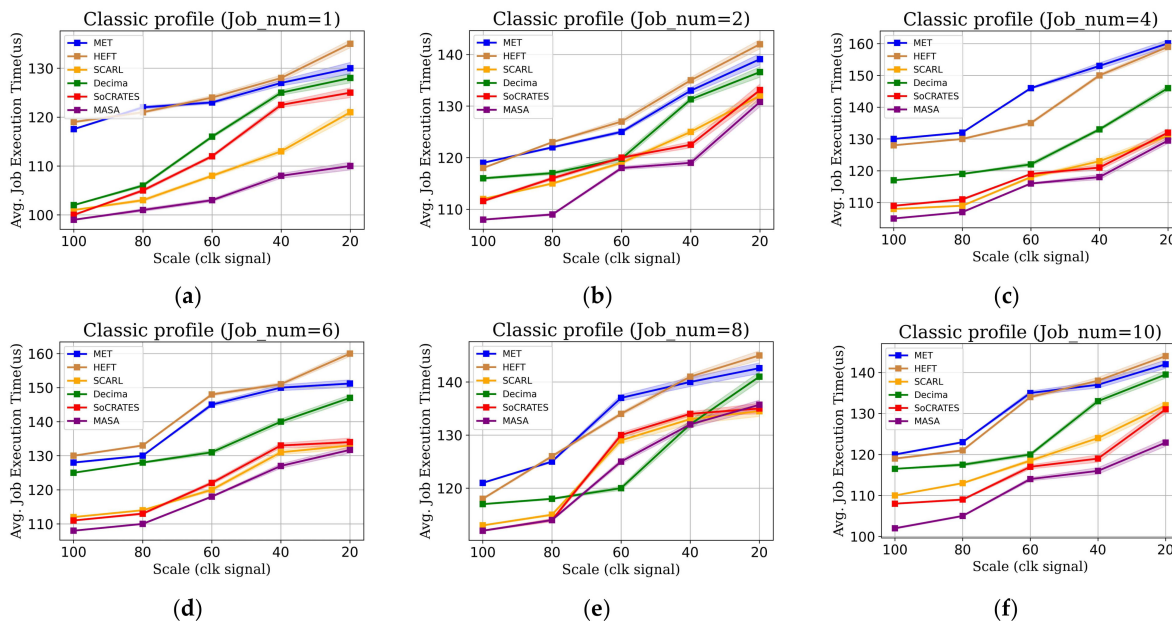 Classic profile (Job_num=1)
Avg. Job Execution Time(us)
130
120
110
100
MET
HEFT
SCARL
Decima
SoCRATES
MASA
100 80 60 40 20
Scale (clk signal)
(a)
Classic profile (Job_num=2)
Avg. Job Execution Time(us)
140
130
120
110
MET
HEFT
SCARL
Decima
SoCRATES
MASA
100 80 60 40 20
Scale (clk signal)
(b)
Classic profile (Job_num=4)
Avg. Job Execution Time(us)
160
150
140
130
120
110
MET
HEFT
SCARL
Decima
SoCRATES
MASA
100 80 60 40 20
Scale (clk signal)
(c)
Classic profile (Job_num=6)
Avg. Job Execution Time(us)
160
150
140
130
120
110
MET
HEFT
SCARL
Decima
SoCRATES
MASA
100 80 60 40 20
Scale (clk signal)
(d)
Classic profile (Job_num=8)
Avg. Job Execution Time(us)
140
130
120
MET
HEFT
SCARL
Decima
SoCRATES
MASA
100 80 60 40 20
Scale (clk signal)
(e)
Classic profile (Job_num=10)
Avg. Job Execution Time(us)
140
130
120
110
100
MET
HEFT
SCARL
Decima
SoCRATES
MASA
100 80 60 40 20
Scale (clk signal)
(f)